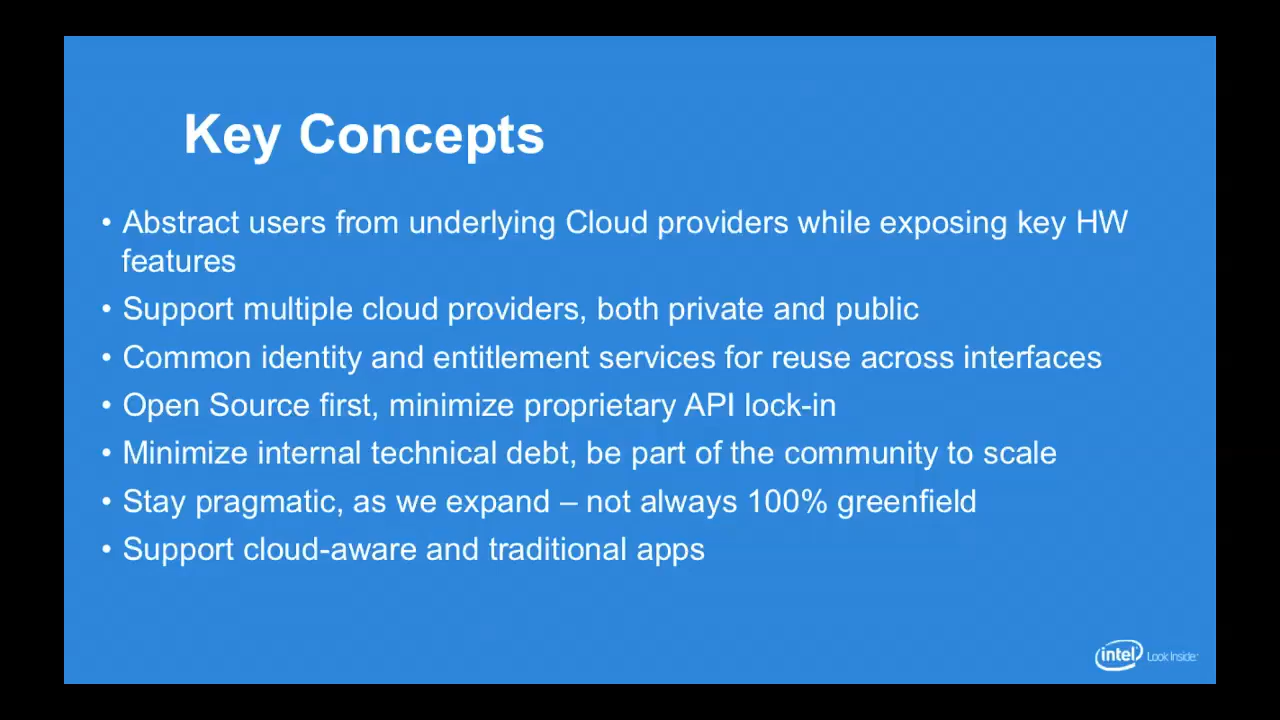 Key Concepts
• Abstract users from underlying Cloud providers while exposing key HW
features
• Support multiple cloud providers, both private and public
• Common identity and entitlement services for reuse across interfaces
• Open Source first, minimize proprietary API lock-in
• Minimize internal technical debt, be part of the community to scale
• Stay pragmatic, as we expand – not always 100% greenfield
• Support cloud-aware and traditional apps
intel Look Inside.™